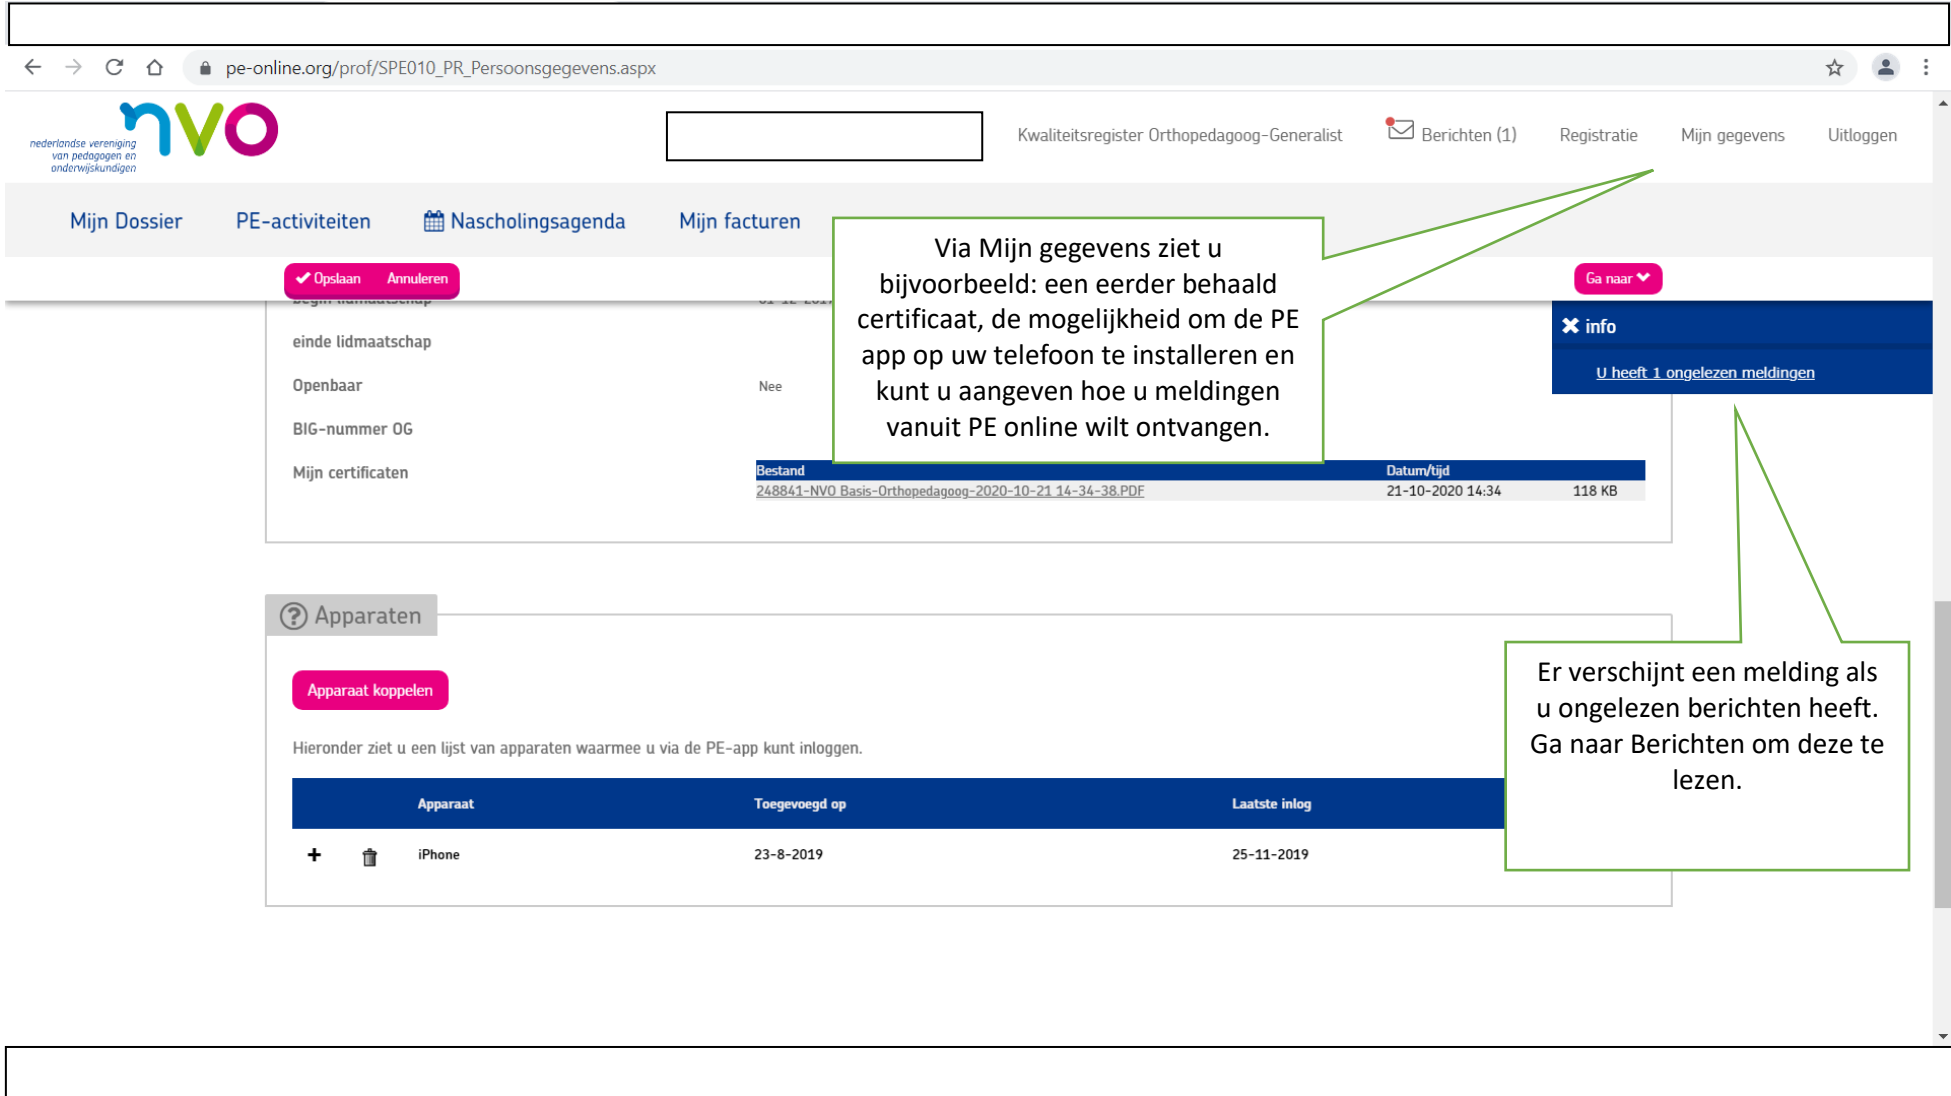 pe-online.org/prof/SPE010_PR_Persoonsgegevens.aspx
nvo
nederlandse vereniging
van pedagogen en
onderwijskundigen
Kwaliteitsregister Orthopedagoog-Generalist
Berichten (1)
Registratie
Mijn gegevens
Uitloggen
Mijn Dossier
PE-activiteiten
Nascholingsagenda
Mijn facturen
Via Mijn gegevens ziet u
bijvoorbeeld: een eerder behaald
certificaat, de mogelijkheid om de PE
app op uw telefoon te installeren en
kunt u aangeven hoe u meldingen
vanuit PE online wilt ontvangen.
Opslaan Annuleren
Ga naar
info
U heeft 1 ongelezen meldingen
begin lidmaatschap
einde lidmaatschap
Openbaar Nee
BIG-nummer OG
Mijn certificaten
Bestand Datum/tijd
248841-NVO Basis-Orthopedagoog-2020-10-21 14-34-38.PDF 21-10-2020 14:34 118 KB
Apparaten
Apparaat koppelen
Hieronder ziet u een lijst van apparaten waarmee u via de PE-app kunt inloggen.
Apparaat Toegevoegd op Laatste inlog
iPhone 23-8-2019 25-11-2019
Er verschijnt een melding als
u ongelezen berichten heeft.
Ga naar Berichten om deze te
lezen.